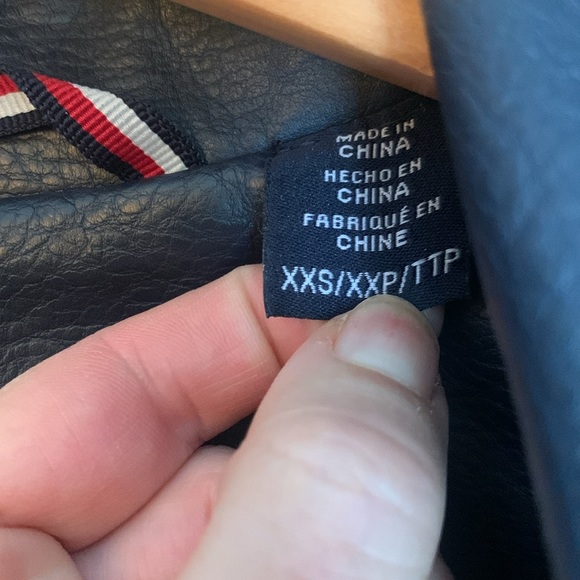 MADE IN
CHINA
HECHO EN
CHINA
FABRIQUÉ EN
CHINE
XXS/XXP/TTP